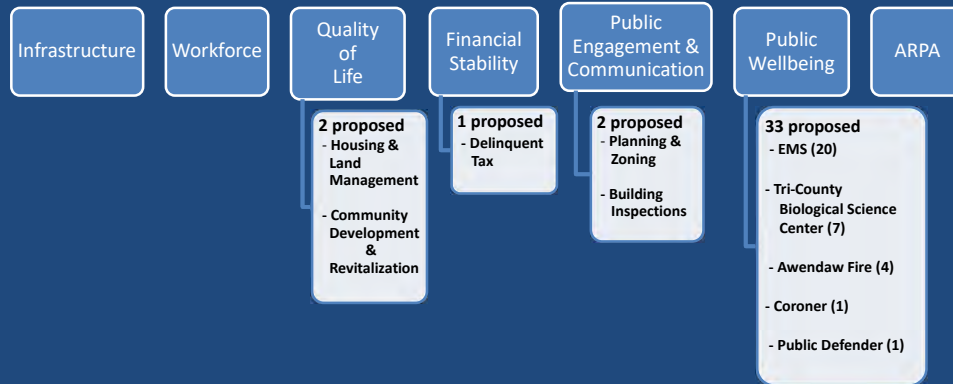 Infrastructure
Workforce
Quality
of
Life
Financial
Stability
Public
Engagement &
Communication
Public
Wellbeing
ARPA
2 proposed
- Housing &
Land
Management
- Community
Development
&
Revitalization
1 proposed
- Delinquent
Tax
2 proposed
- Planning &
Zoning
- Building
Inspections
33 proposed
- EMS (20)
- Tri-County
Biological Science
Center (7)
- Awendaw Fire (4)
- Coroner (1)
- Public Defender (1)